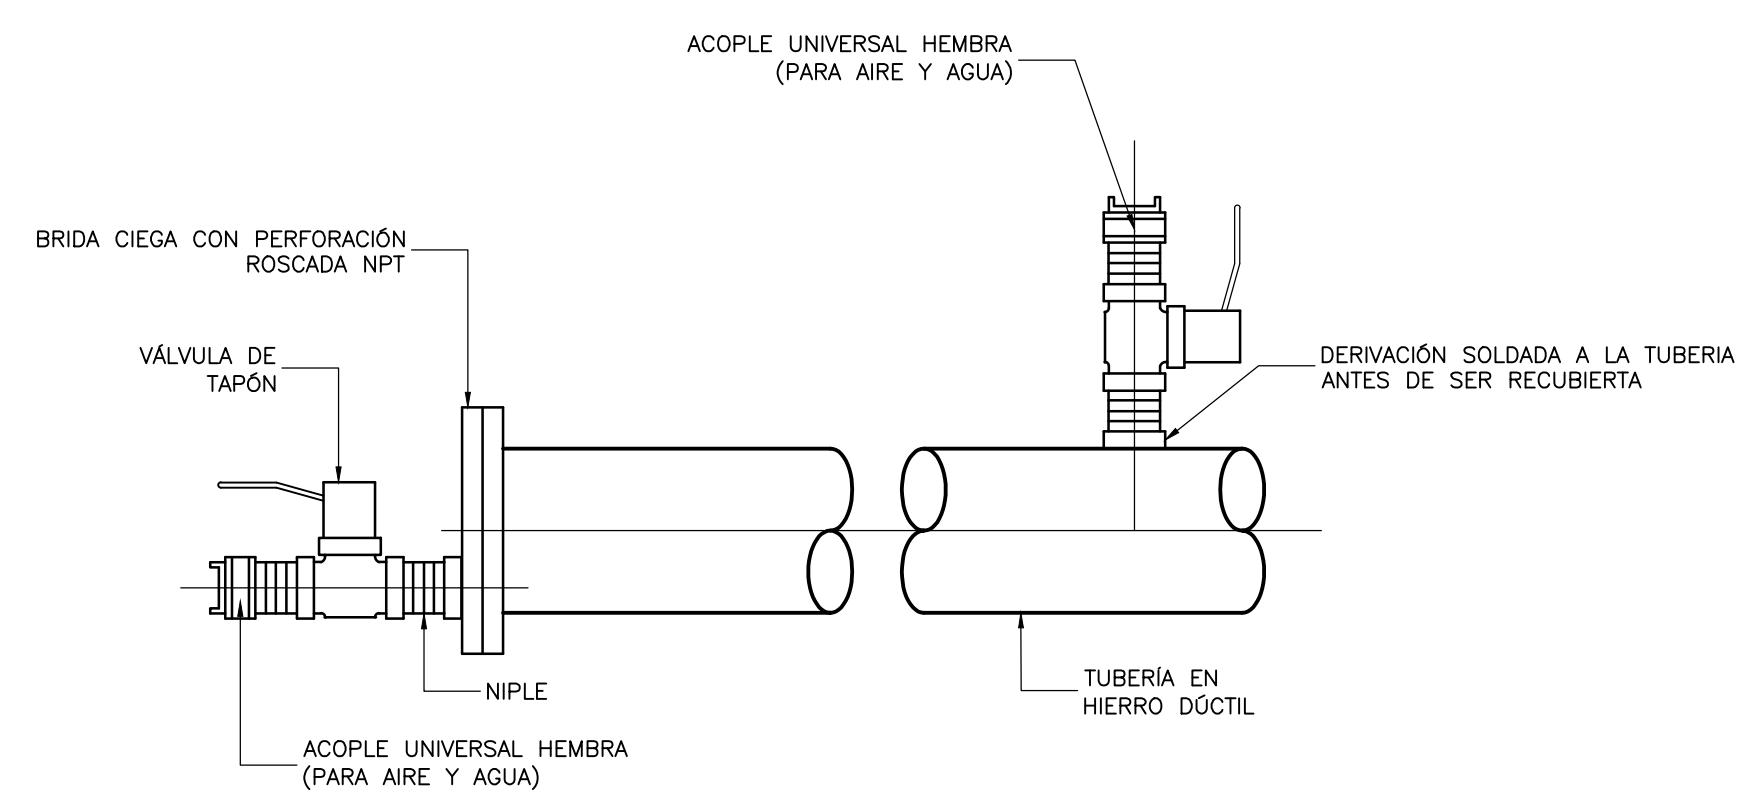 ACOPLE UNIVERSAL HEMBRA
(PARA AIRE Y AGUA)
BRIDA CIEGA CON PERFORACIÓN
ROSCADA NPT
VÁLVULA DE
TAPÓN
DERIVACIÓN SOLDADA A LA TUBERIA
ANTES DE SER RECUBIERTA
NIPLE
TUBERÍA EN
HIERRO DÚCTIL
ACOPLE UNIVERSAL HEMBRA
(PARA AIRE Y AGUA)